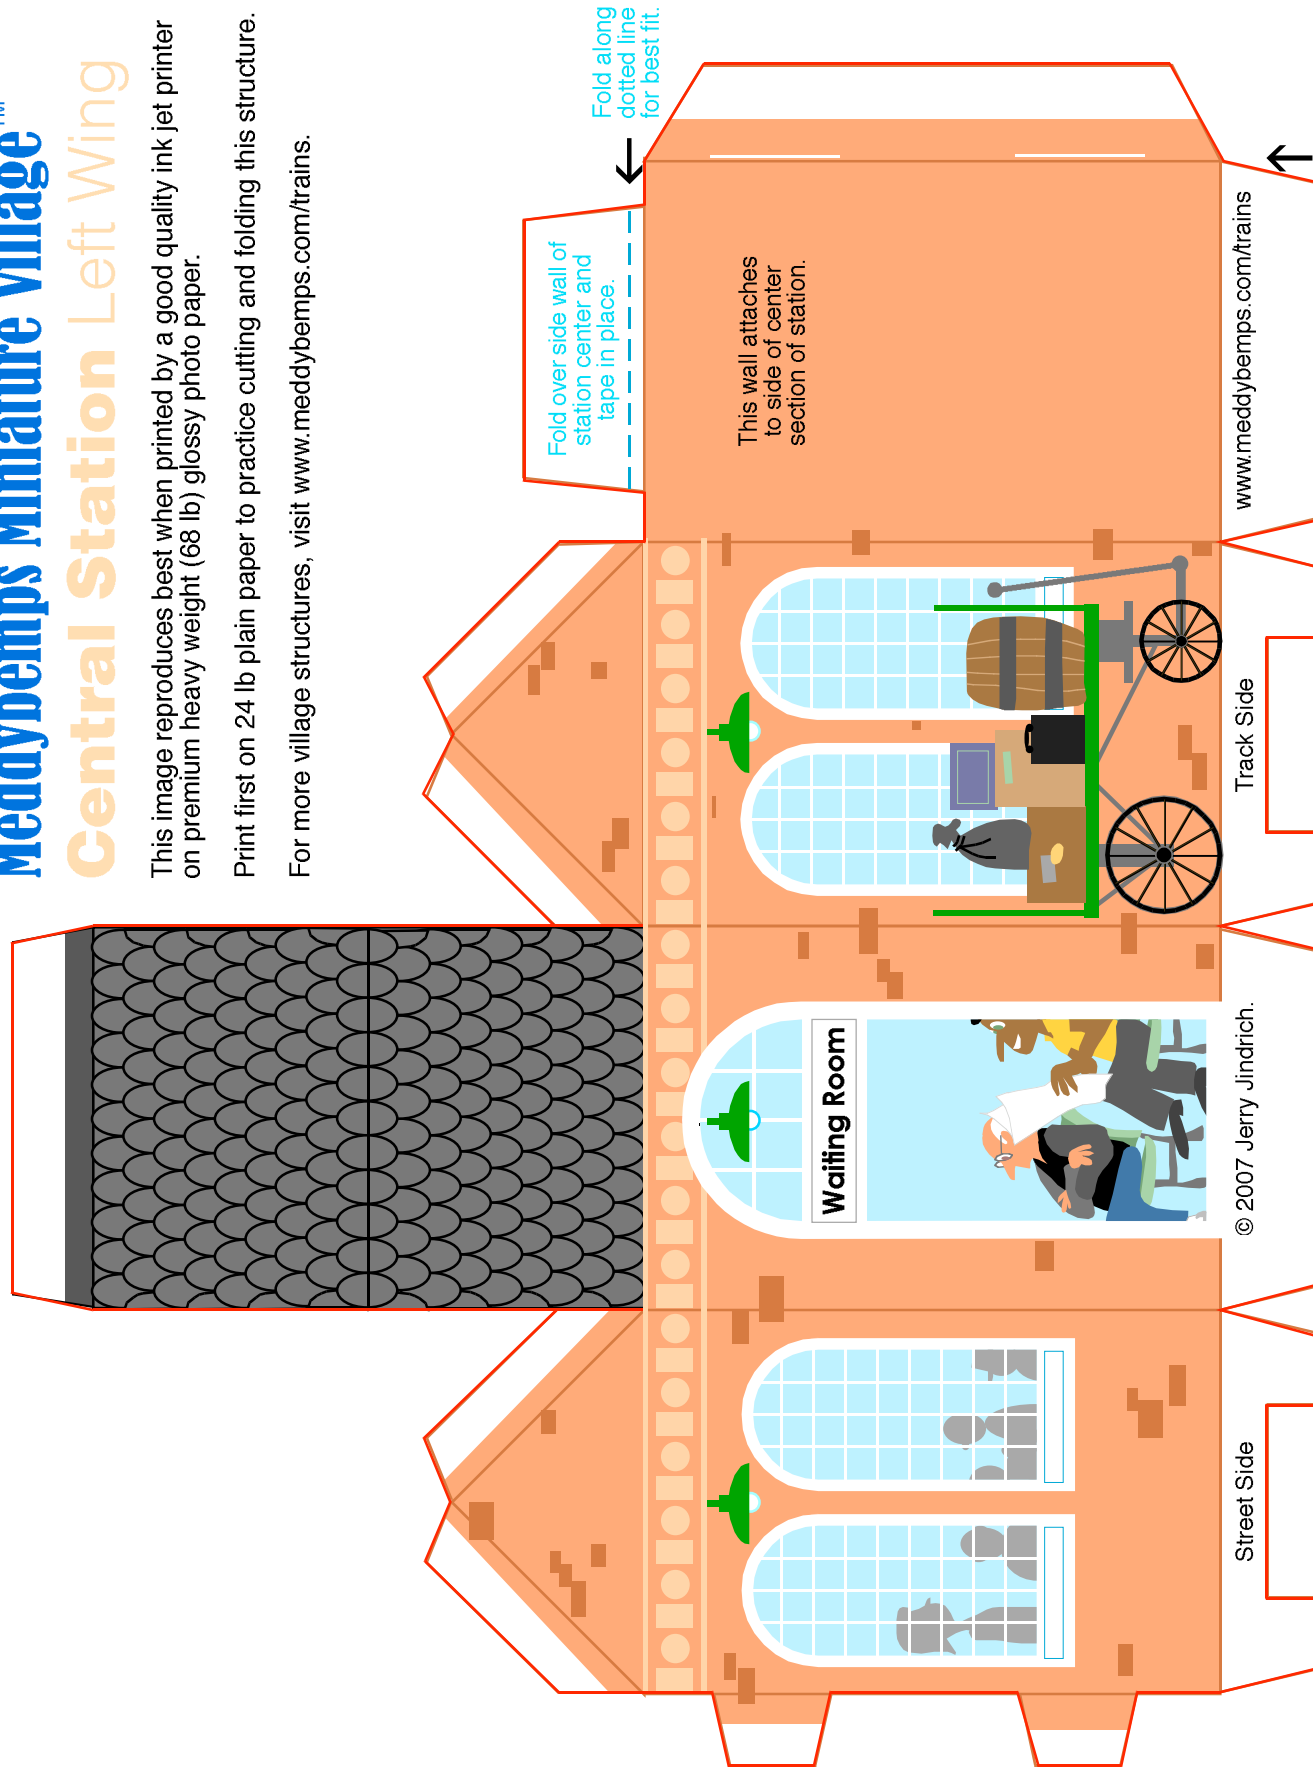 Meddybemps Miniature Village™
Central Station Left Wing
This image reproduces best when printed by a good quality ink jet printer
on premium heavy weight (68 lb) glossy photo paper.
Print first on 24 lb plain paper to practice cutting and folding this structure.
For more village structures, visit www.meddybemps.com/trains.
Fold along
dotted line
for best fit.
Fold over side wall of
station center and
tape in place.
This wall attaches
to side of center
section of station.
Waiting Room
Street Side
© 2007 Jerry Jindrich.
Track Side
www.meddybemps.com/trains